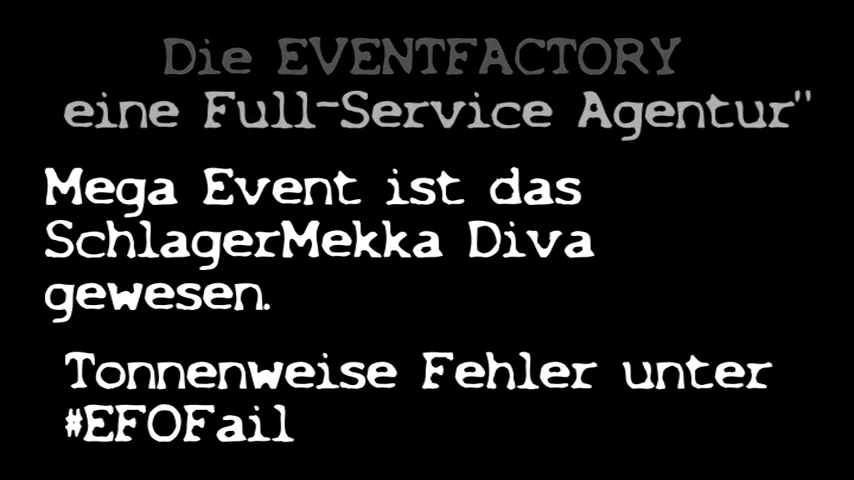 Die EVENTFACTORY
eine Full-Service Agentur"
Mega Event ist das
SchlagerMekka Diva
gewesen.
Tonnenweise Fehler unter
#EFOFail